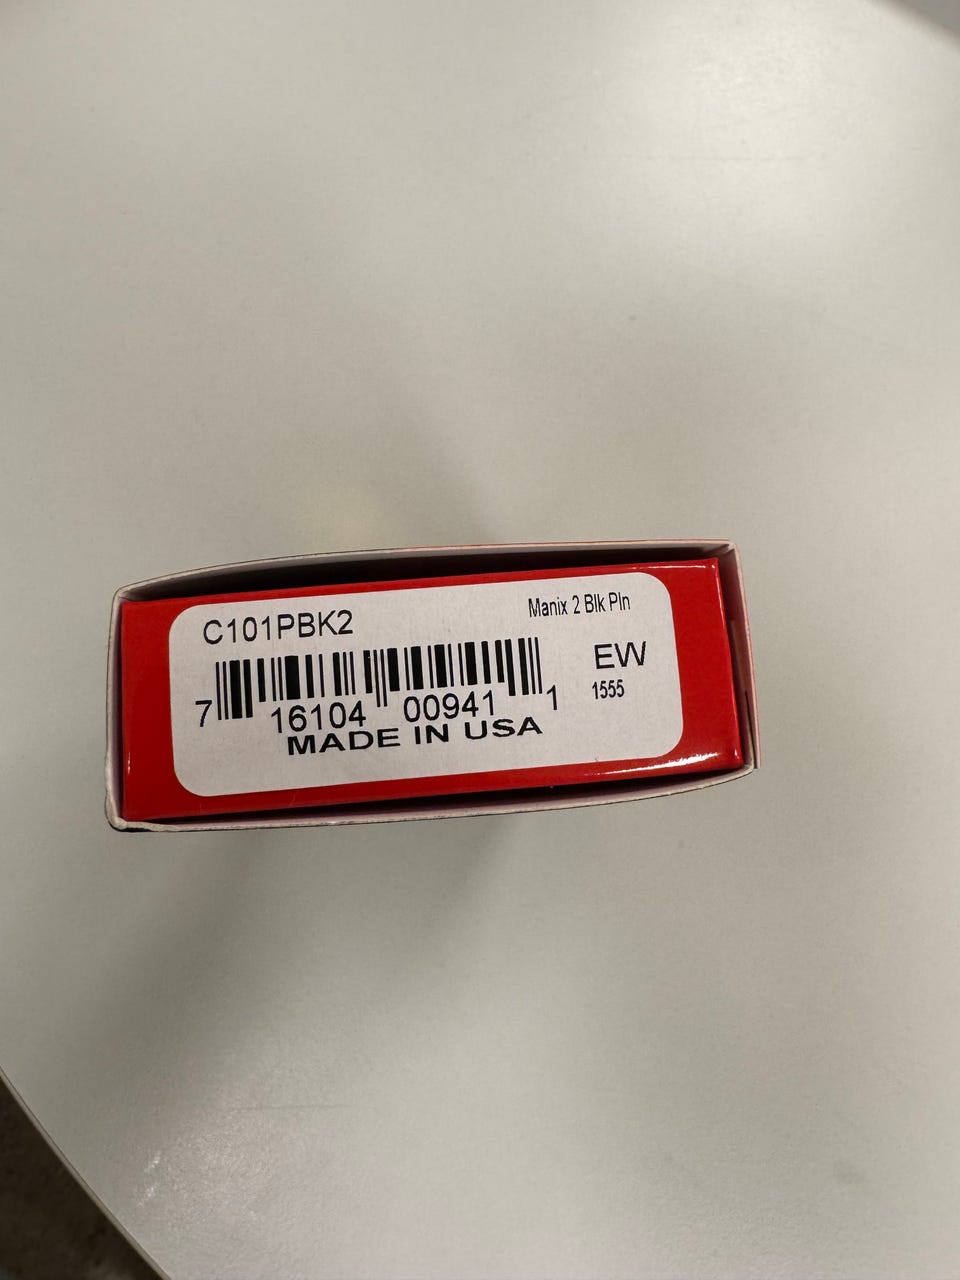 C101PBK2
Manix 2 Blk Pln
7 16104 00941 1
EW
1555
MADE IN USA